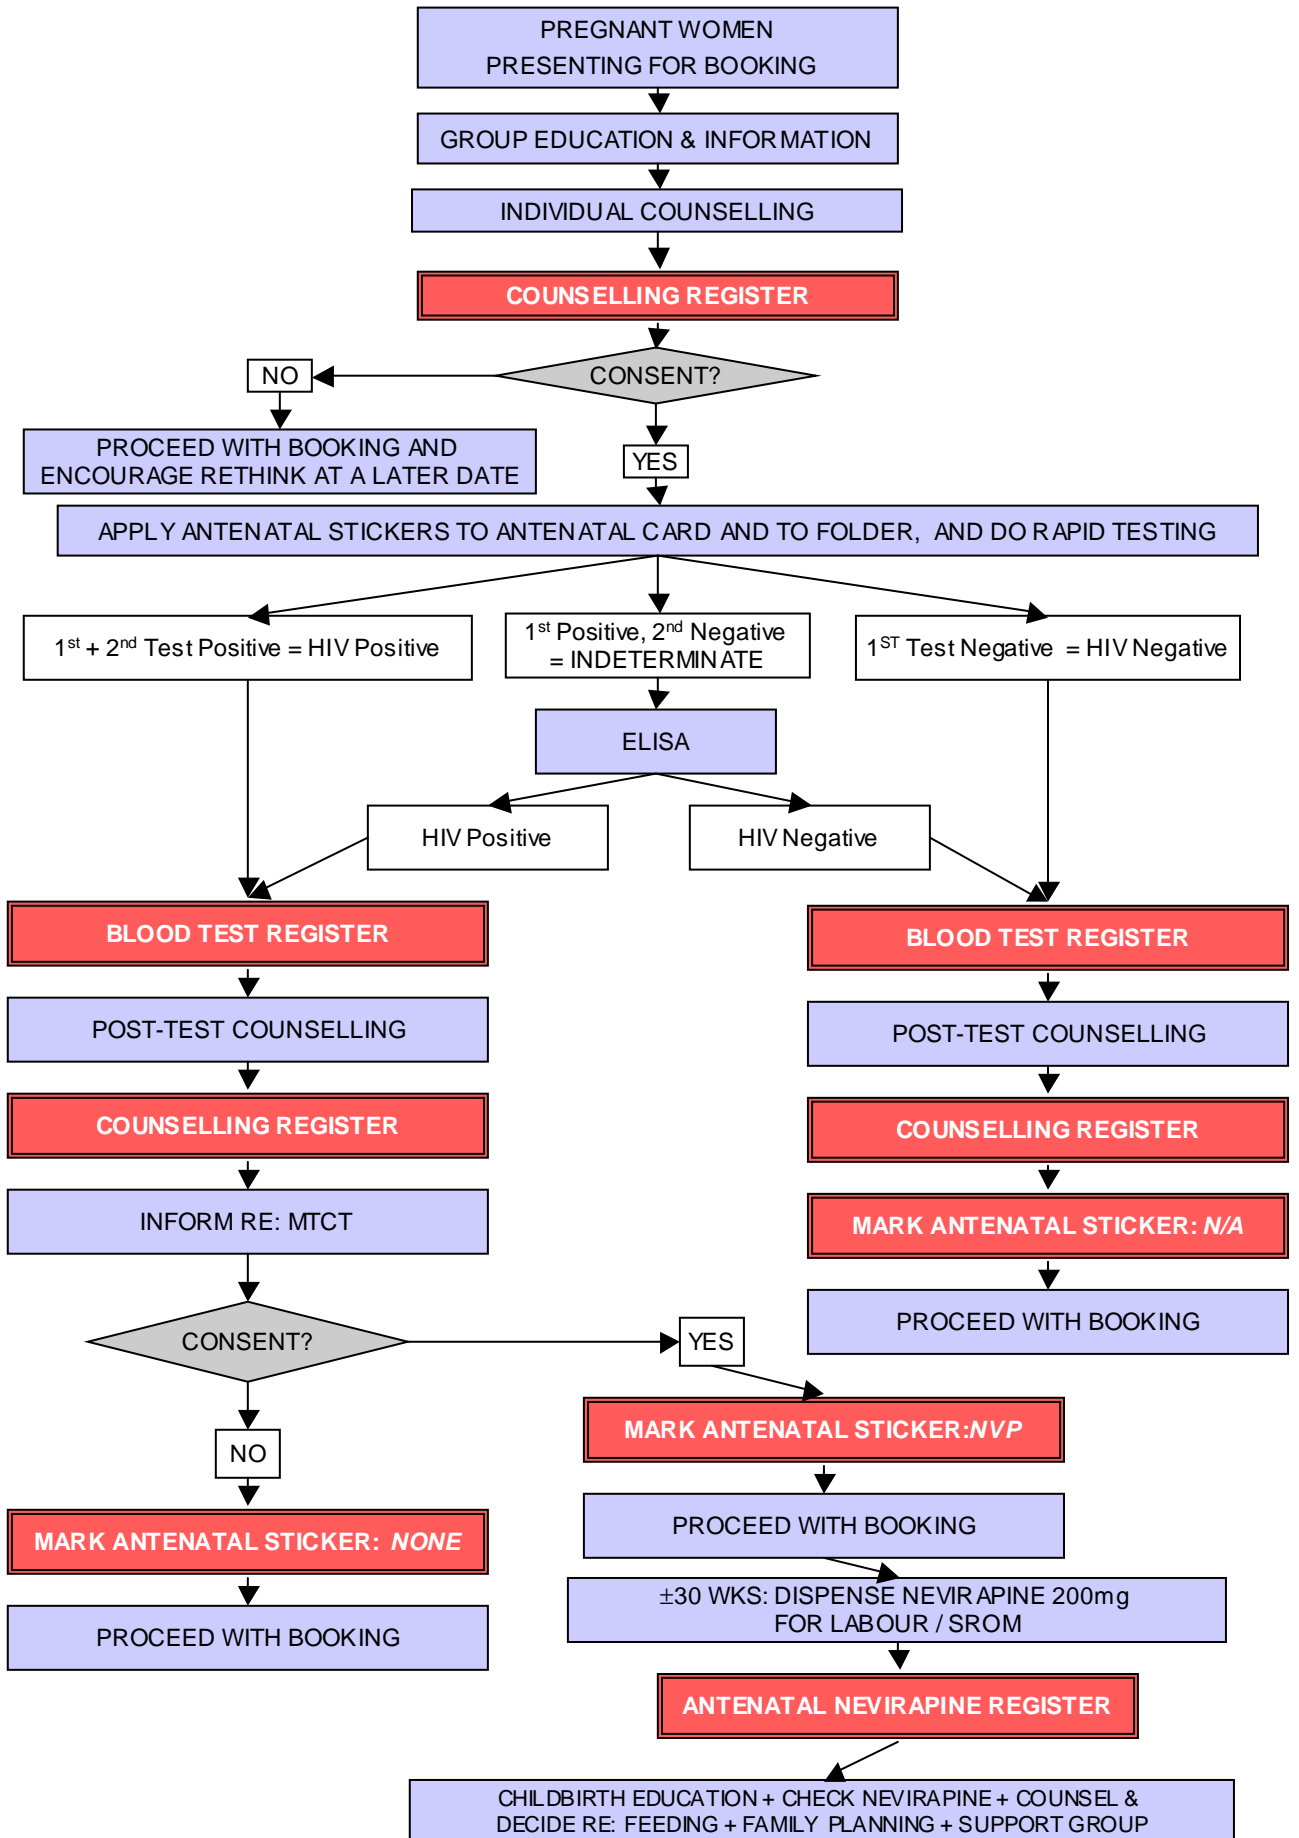 PREGNANT WOMEN
PRESENTING FOR BOOKING
GROUP EDUCATION & INFORMATION
INDIVIDUAL COUNSELLING
COUNSELLING REGISTER
CONSENT?
NO
PROCEED WITH BOOKING AND
ENCOURAGE RETHINK AT A LATER DATE
YES
APPLY ANTENATAL STICKERS TO ANTENATAL CARD AND TO FOLDER, AND DO RAPID TESTING
1st + 2nd Test Positive = HIV Positive
1st Positive, 2nd Negative
= INDETERMINATE
1ST Test Negative = HIV Negative
ELISA
HIV Positive
HIV Negative
BLOOD TEST REGISTER
POST-TEST COUNSELLING
COUNSELLING REGISTER
INFORM RE: MTCT
CONSENT?
NO
MARK ANTENATAL STICKER: NONE
PROCEED WITH BOOKING
BLOOD TEST REGISTER
POST-TEST COUNSELLING
COUNSELLING REGISTER
MARK ANTENATAL STICKER: N/A
PROCEED WITH BOOKING
YES
MARK ANTENATAL STICKER:NVP
PROCEED WITH BOOKING
±30 WKS: DISPENSE NEVIRAPINE 200mg
FOR LABOUR / SROM
ANTENATAL NEVIRAPINE REGISTER
CHILDBIRTH EDUCATION + CHECK NEVIRAPINE + COUNSEL &
DECIDE RE: FEEDING + FAMILY PLANNING + SUPPORT GROUP